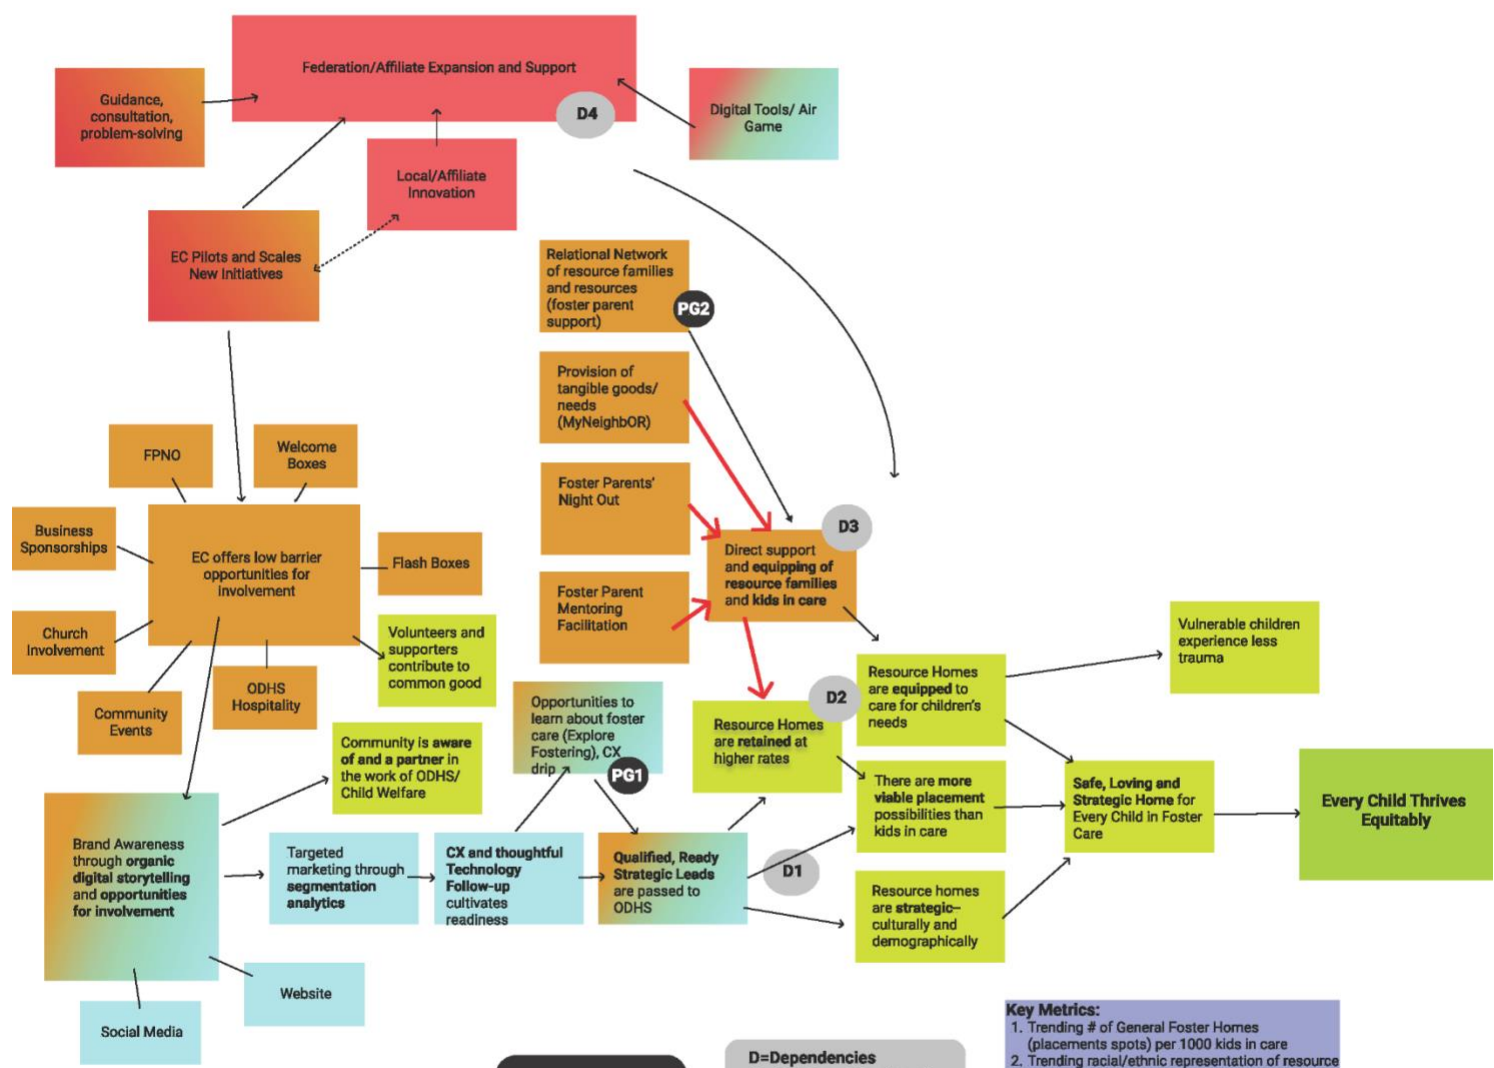 Federation/Affiliate Expansion and Support
D4
Guidance,
consultation,
problem-solving
Digital Tools/ Air
Game
Local/Affiliate
Innovation
EC Pilots and Scales
New Initiatives
Relational Network
of resource families
and resources
(foster parent
support)
PG2
Provision of
tangible goods/
needs
(MyNeighbOR)
Foster Parents'
Night Out
Foster Parent
Mentoring
Facilitation
FPNO
Welcome
Boxes
Business
Sponsorships
EC offers low barrier
opportunities for
involvement
Flash Boxes
Church
Involvement
Community
Events
ODHS
Hospitality
Volunteers and
supporters
contribute to
common good
D3
Direct support
and equipping of
resource families
and kids in care
Community is aware
of and a partner in
the work of ODHS/
Child Welfare
Opportunities to
learn about foster
care (Explore
Fostering), CX
drip
PG1
D2
Resource Homes
are retained at
higher rates
Resource Homes
are equipped to
care for children's
needs
Vulnerable children
experience less
trauma
Brand Awareness
through organic
digital storytelling
and opportunities
for involvement
Targeted
marketing through
segmentation
analytics
CX and thoughtful
Technology
Follow-up
cultivates
readiness
Qualified, Ready
Strategic Leads
are passed to
ODHS
D1
There are more
viable placement
possibilities than
kids in care
Resource homes
are strategic–
culturally and
demographically
Safe, Loving and
Strategic Home for
Every Child in Foster
Care
Every Child Thrives
Equitably
Website
Social Media
D=Dependencies
Key Metrics:
1. Trending # of General Foster Homes
(placements spots) per 1000 kids in care
2. Trending racial/ethnic representation of resource